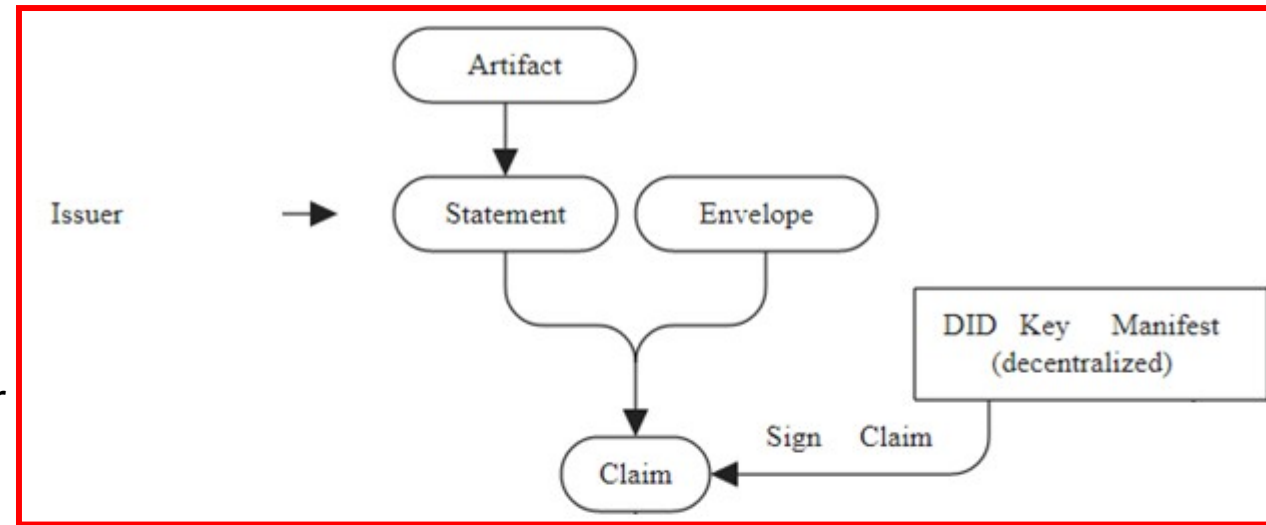 Artifact
Issuer
Statement
Envelope
DID Key Manifest
(decentralized)
Sign Claim
Claim